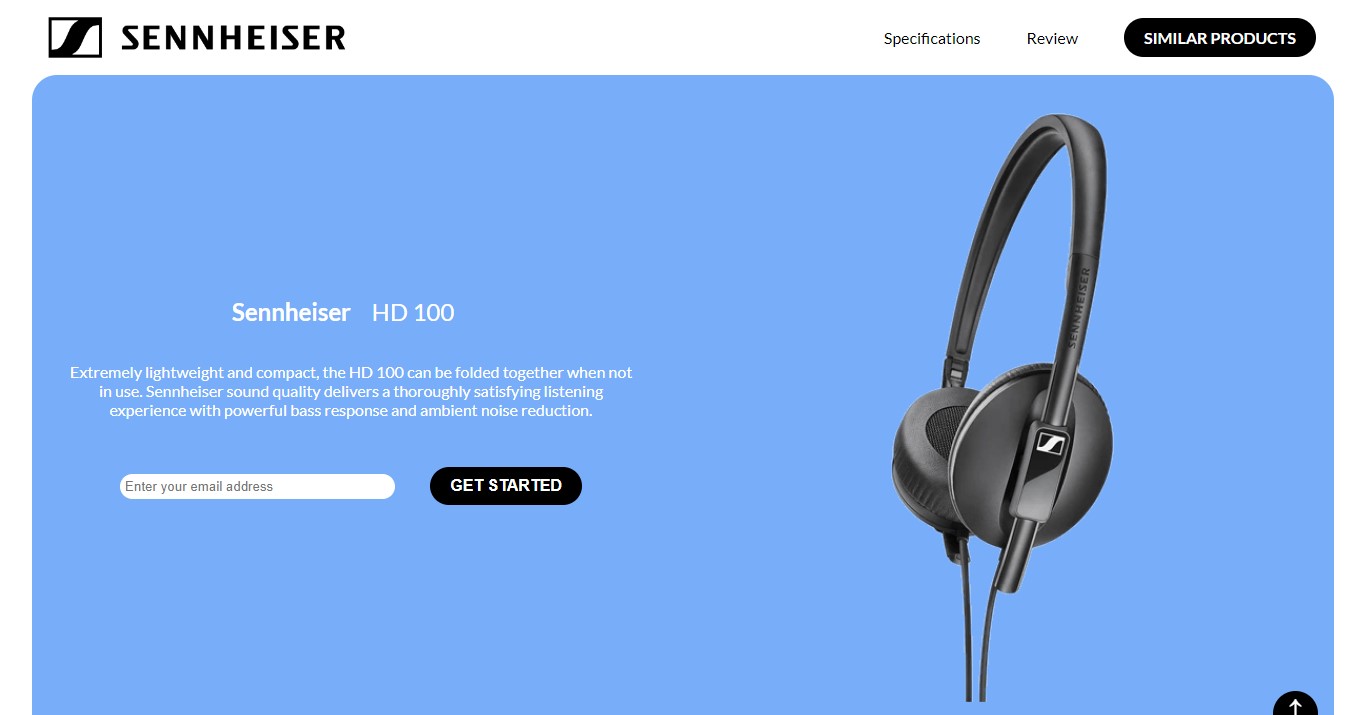 SENNHEISER
Specifications
Review
SIMILAR PRODUCTS
Sennheiser HD 100
Extremely lightweight and compact, the HD 100 can be folded together when not
in use. Sennheiser sound quality delivers a thoroughly satisfying listening
experience with powerful bass response and ambient noise reduction.
Enter your email address
GET STARTED
SENNHEISER